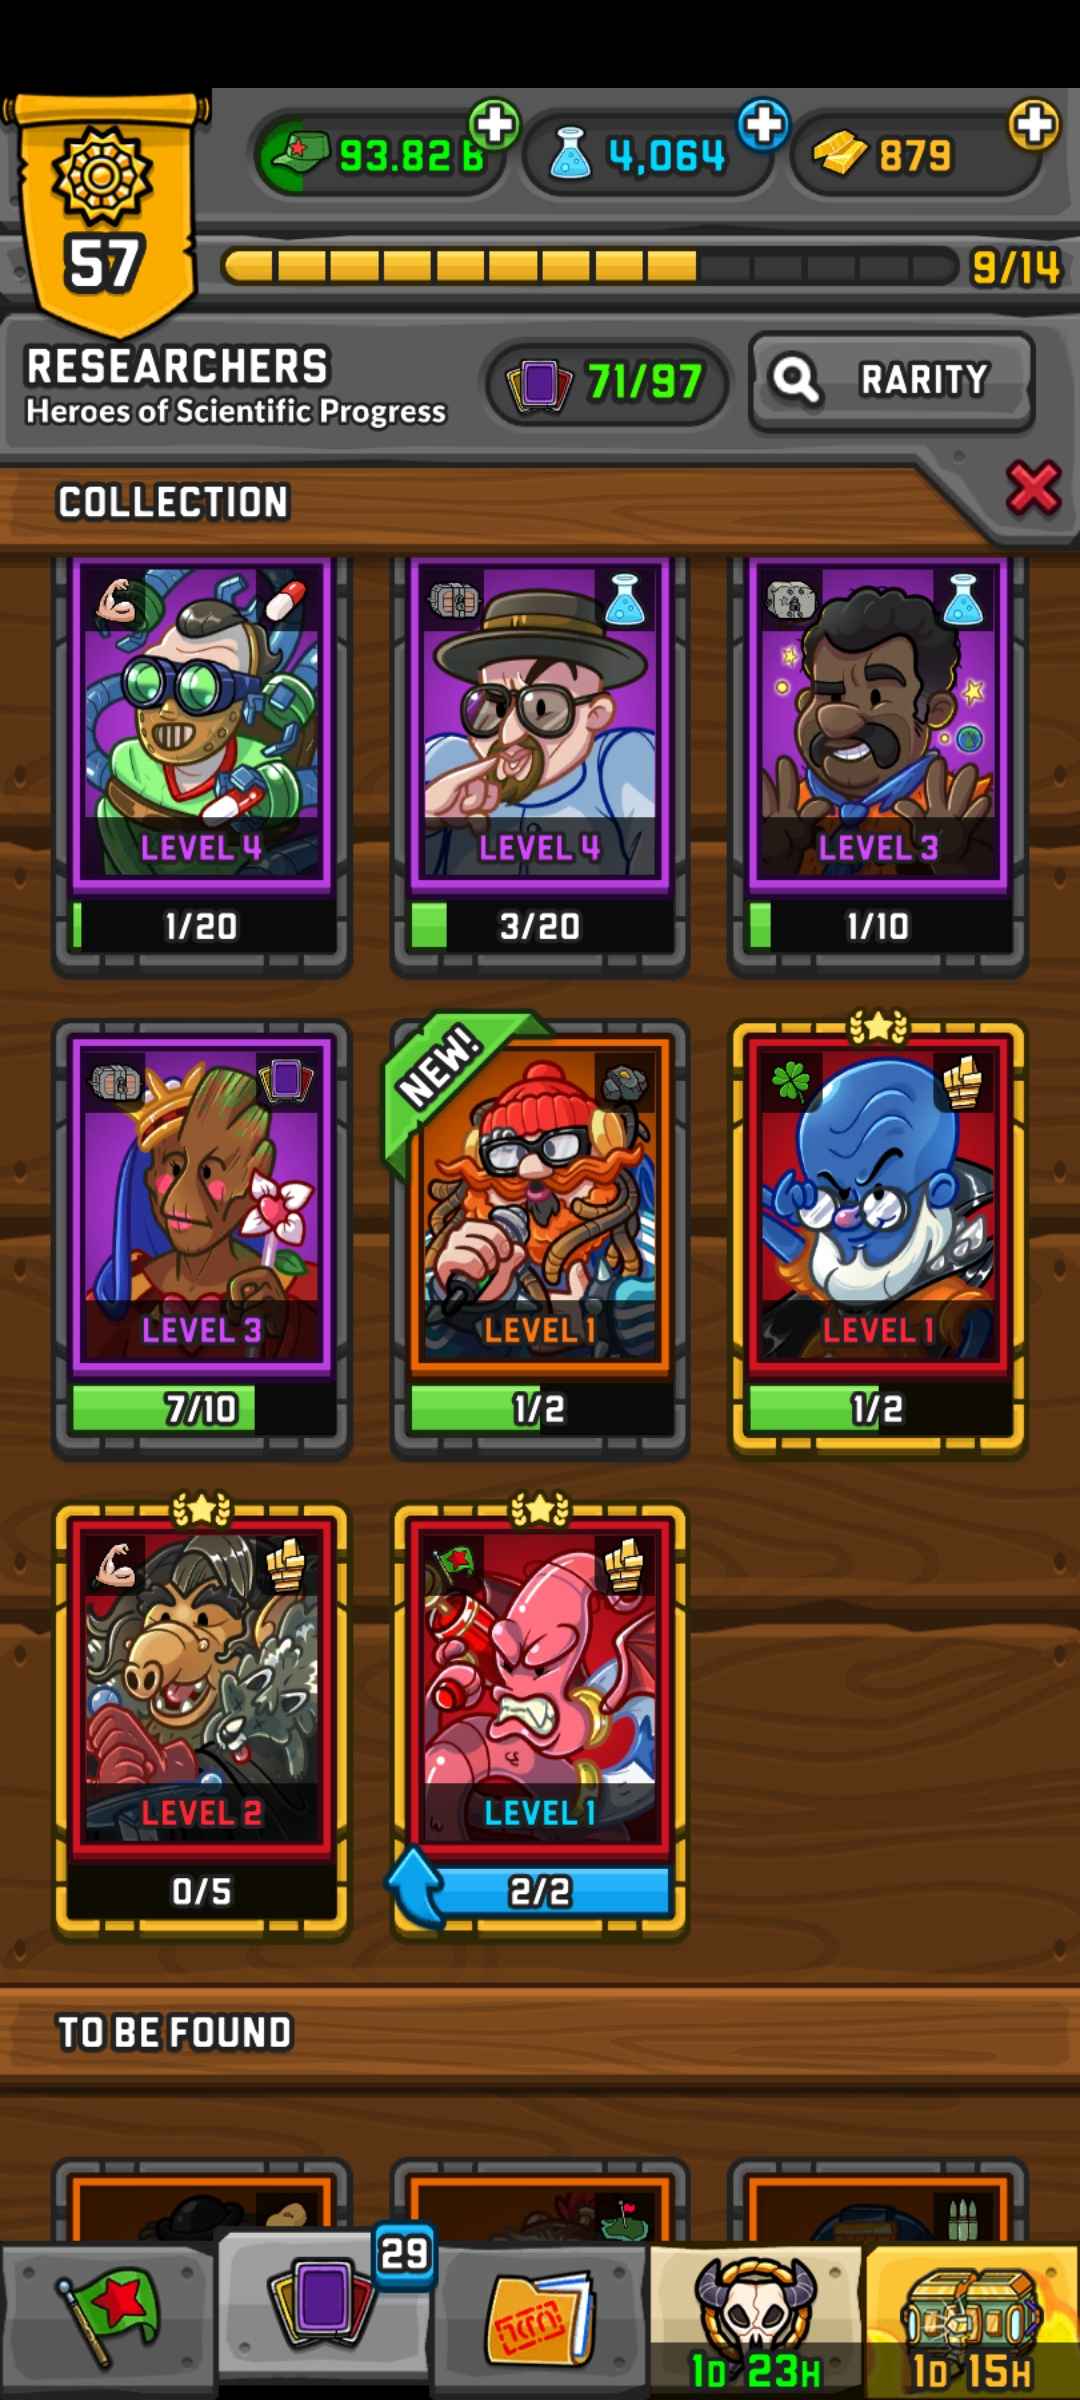 93.82 B
4,064
879
57
9/14
RESEARCHERS
Heroes of Scientific Progress
71/97
RARITY
COLLECTION
LEVEL 4
LEVEL 4
LEVEL 3
1/20
3/20
1/10
NEW!
LEVEL 3
LEVEL 1
LEVEL 1
7/10
1/2
1/2
LEVEL 2
LEVEL 1
0/5
2/2
TO BE FOUND
29
1D 23H
1D 15H